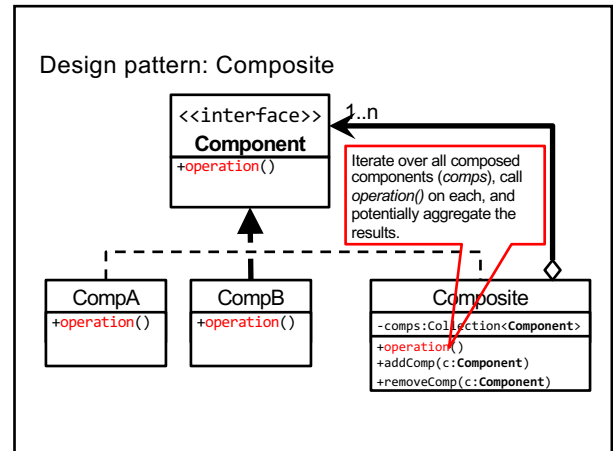 Design pattern: Composite
<<interface>>
Component
+operation()
1..n
Iterate over all composed
components (comps), call
operation() on each, and
potentially aggregate the
results.
CompA
+operation()
CompB
+operation()
Composite
-comps:Collection<Component>
+operation()
+addComp(c:Component)
+removeComp(c:Component)